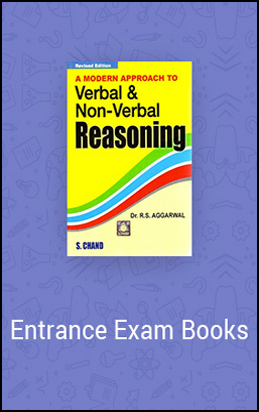 Revised Edition
A MODERN APPROACH TO
Verbal &
Non-Verbal
Reasoning
Dr. R.S. AGGARWAL
S. CHAND
Entrance Exam Books